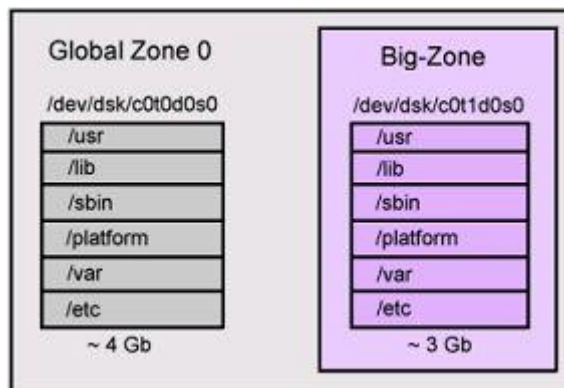 Global Zone 0
/dev/dsk/c0t0d0s0
/usr
/lib
/sbin
/platform
/var
/etc
~ 4 Gb
Big-Zone
/dev/dsk/c0t1d0s0
/usr
/lib
/sbin
/platform
/var
/etc
~ 3 Gb